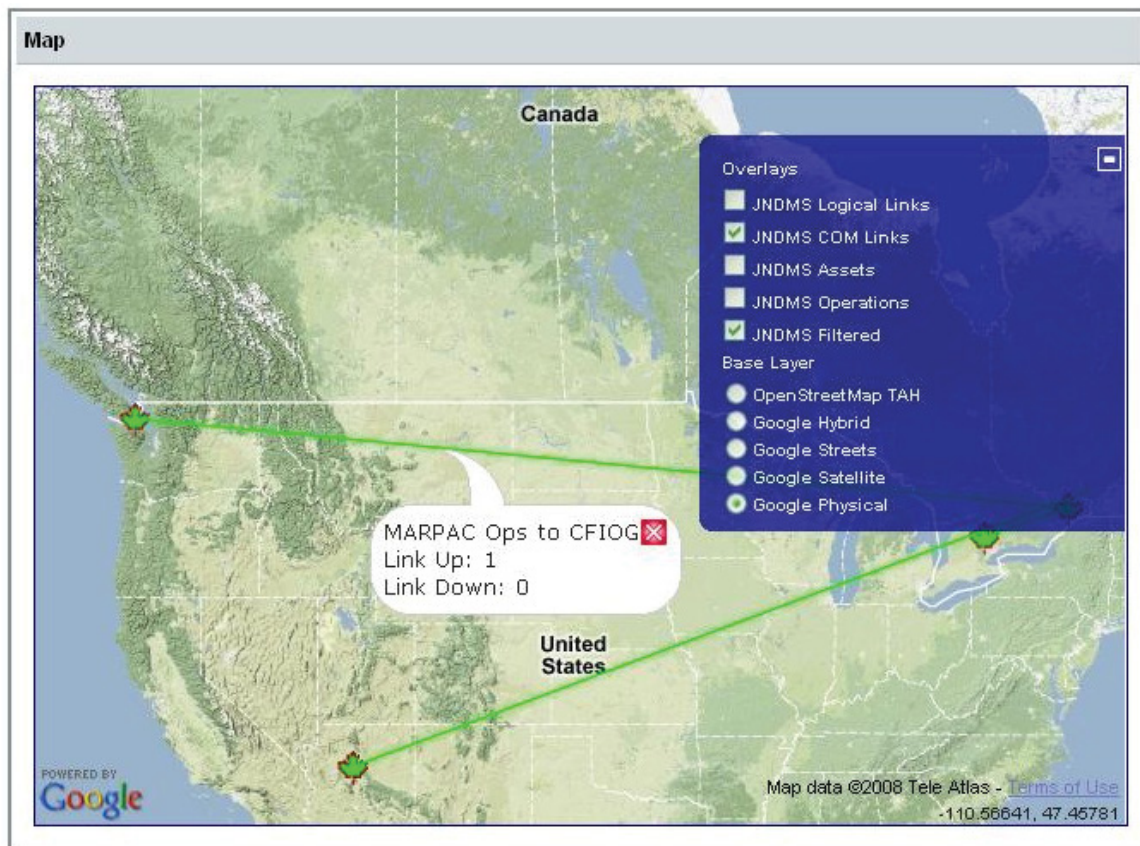 Map
Canada
Overlays
JNDMS Logical Links
JNDMS COM Links
JNDMS Assets
JNDMS Operations
JNDMS Filtered
Base Layer
OpenStreetMap TAH
Google Hybrid
Google Streets
Google Satellite
Google Physical
MARPAC Ops to CFIOG
Link Up: 1
Link Down: 0
United
States
POWERED BY
Google
Map data ©2008 Tele Atlas - Terms of Use
-110.56641, 47.45781